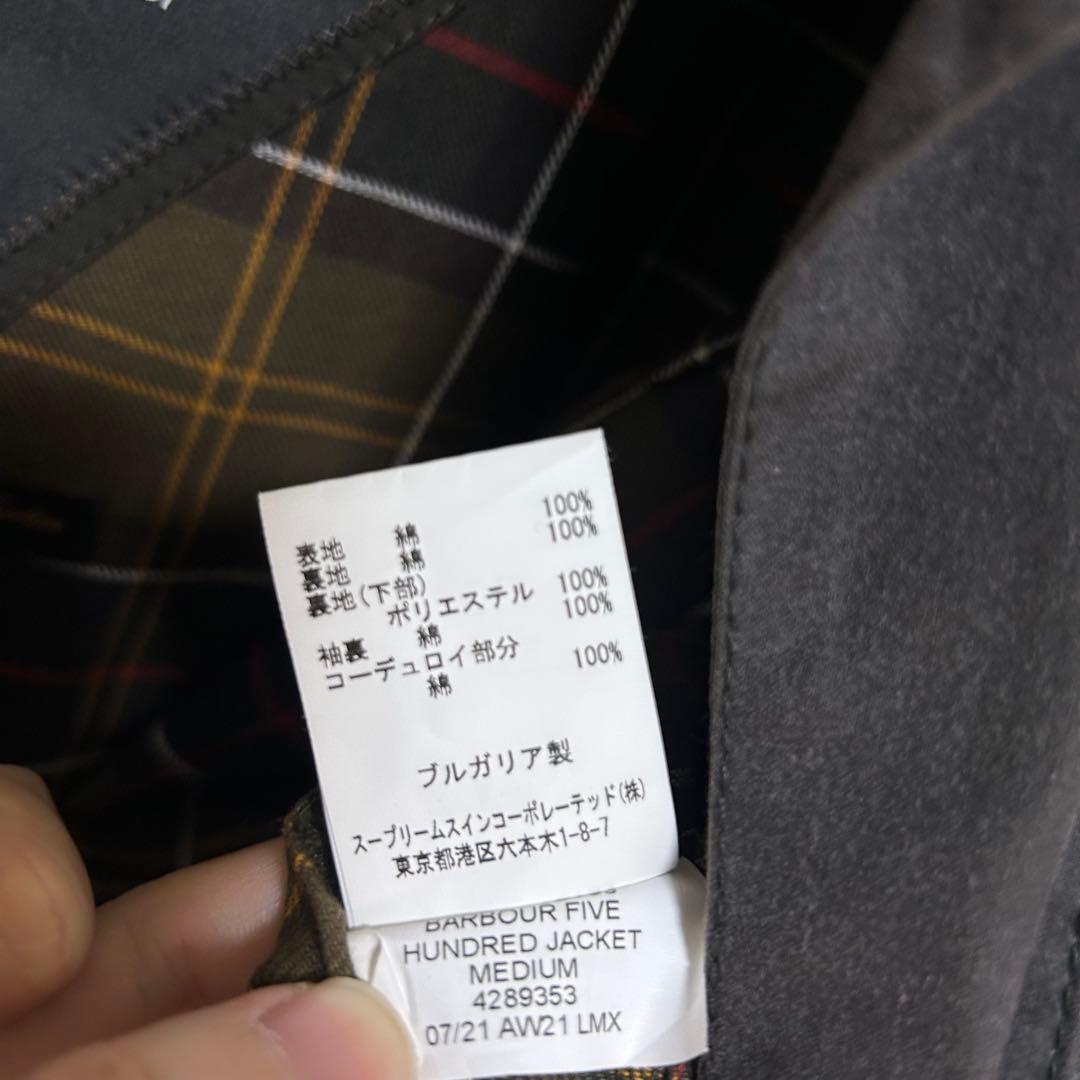 表地 綿 100%
裏地 綿 100%
裏地(下部)
ポリエステル 100%
袖裏 綿 100%
コーデュロイ部分
綿 100%
ブルガリア製
スープリームスインコーポレーテッド(株)
東京都港区六本木1-8-7
BARBOUR FIVE
HUNDRED JACKET
MEDIUM
4289353
07/21 AW21 LMX